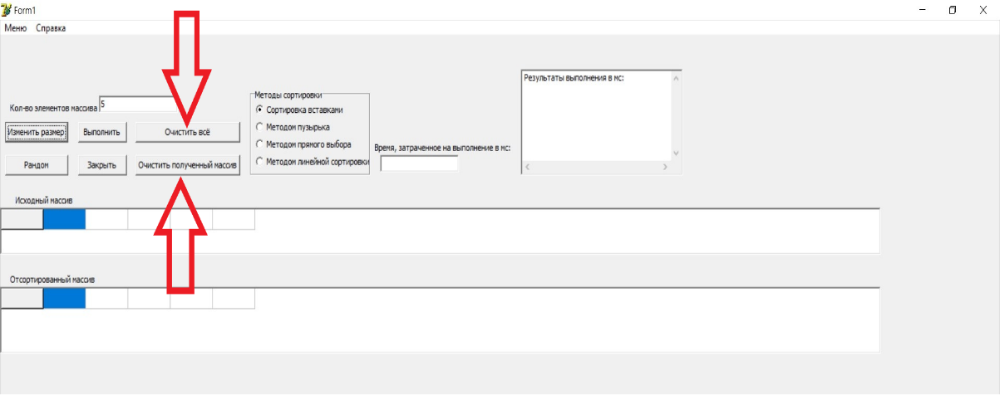 Form1
Меню Справка
Результаты выполнения в мс:
Кол-во элементов массива 5
Методы сортировки
Сортировка вставками
Методом пузырька
Методом прямого выбора
Методом линейной сортировки
Изменить размер Выполнить Очистить всё
Рандом Закрыть Очистить полученный массив
Время, затраченное на выполнение в мс:
Исходный массив
Отсортированный массив